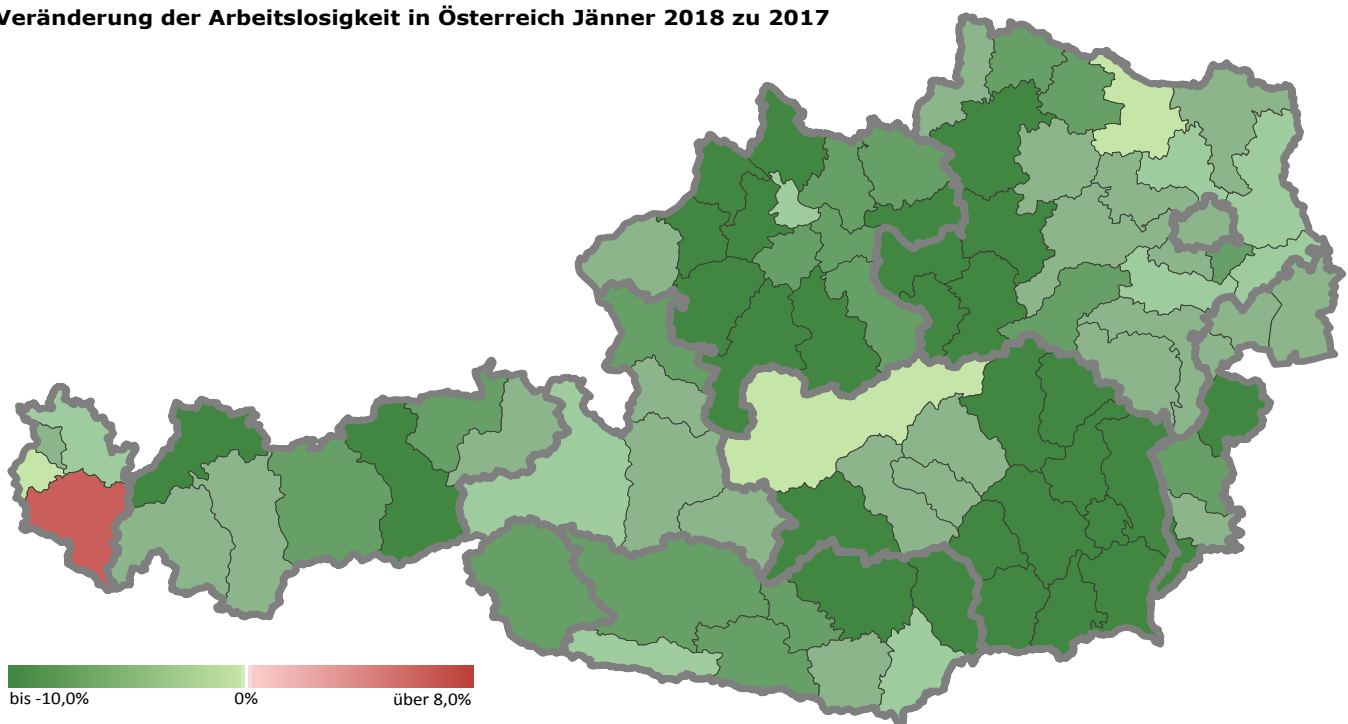 Veränderung der Arbeitslosigkeit in Österreich Jänner 2018 zu 2017
bis -10,0% 0% über 8,0%